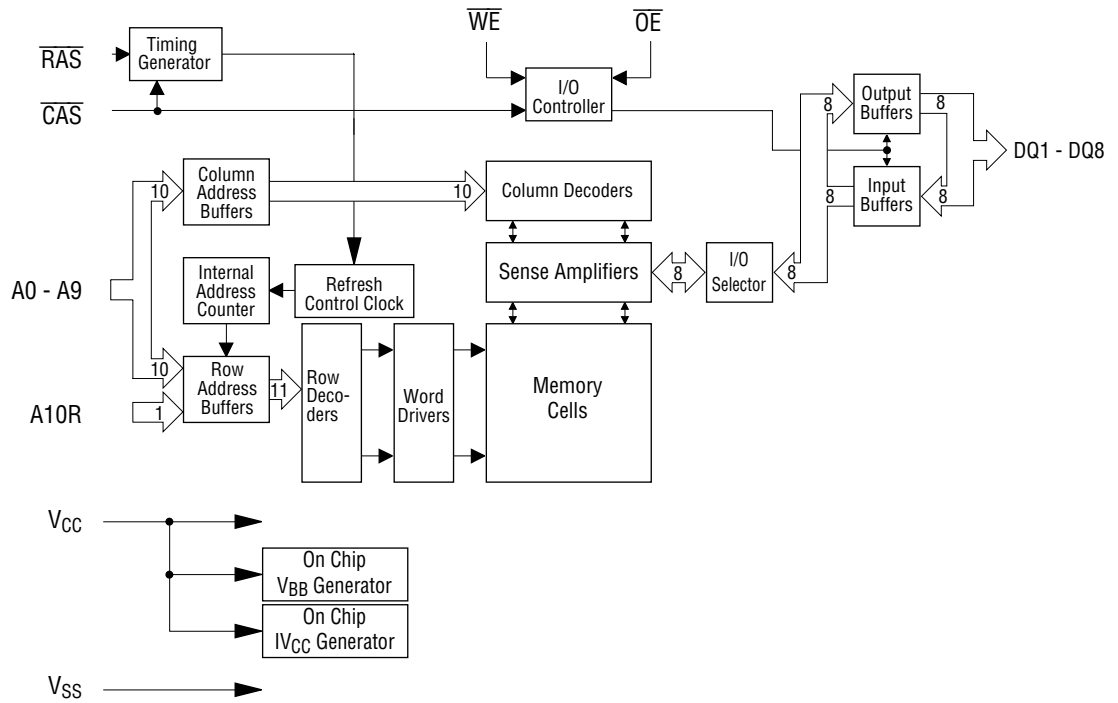 WE
OE
RAS
Timing
Generator
CAS
I/O
Controller
8
Output
Buffers
8
DQ1 - DQ8
10
Column
Address
Buffers
10
Column Decoders
8
Input
Buffers
8
A0 - A9
Internal
Address
Counter
Refresh
Control Clock
Sense Amplifiers
8
I/O
Selector
8
10
Row
Address
Buffers
11
Row
Deco-
ders
Word
Drivers
Memory
Cells
A10R
1
VCC
On Chip
VBB Generator
On Chip
IVCC Generator
VSS